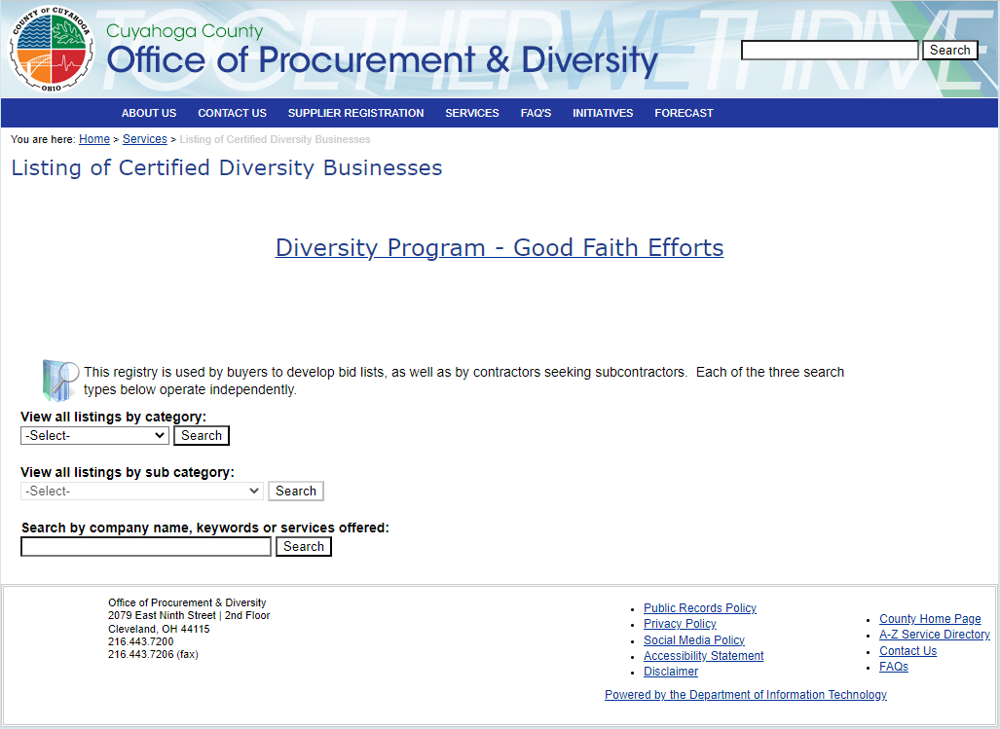 COUNTY OF CUYAHOGA
OHIO
TOGETHERWETHRIVE
Cuyahoga County
Office of Procurement & Diversity
Search
ABOUT US CONTACT US SUPPLIER REGISTRATION SERVICES FAQ'S INITIATIVES FORECAST
You are here: Home > Services > Listing of Certified Diversity Businesses
Listing of Certified Diversity Businesses
Diversity Program - Good Faith Efforts
This registry is used by buyers to develop bid lists, as well as by contractors seeking subcontractors. Each of the three search
types below operate independently.
View all listings by category:
-Select- Search
View all listings by sub category:
-Select- Search
Search by company name, keywords or services offered:
Search
Office of Procurement & Diversity
2079 East Ninth Street | 2nd Floor
Cleveland, OH 44115
216.443.7200
216.443.7206 (fax)
Public Records Policy
Privacy Policy
Social Media Policy
Accessibility Statement
Disclaimer
Powered by the Department of Information Technology
County Home Page
A-Z Service Directory
Contact Us
FAQs